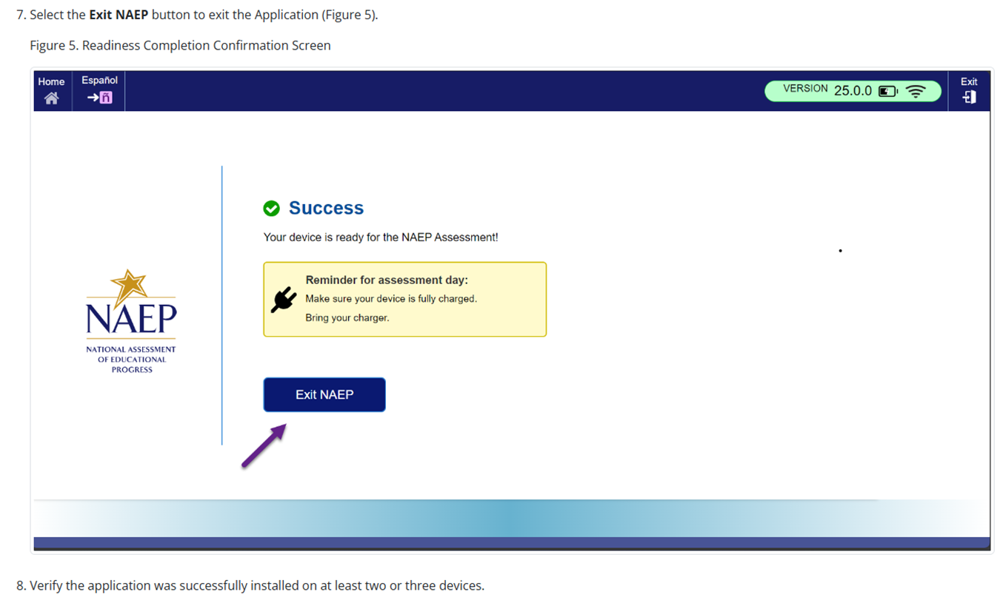 7. Select the Exit NAEP button to exit the Application (Figure 5).
Figure 5. Readiness Completion Confirmation Screen
Home
Español
ñ
VERSION 25.0.0
Exit
Success
Your device is ready for the NAEP Assessment!
Reminder for assessment day:
Make sure your device is fully charged.
Bring your charger.
NAEP
NATIONAL ASSESSMENT
OF EDUCATIONAL
PROGRESS
Exit NAEP
8. Verify the application was successfully installed on at least two or three devices.